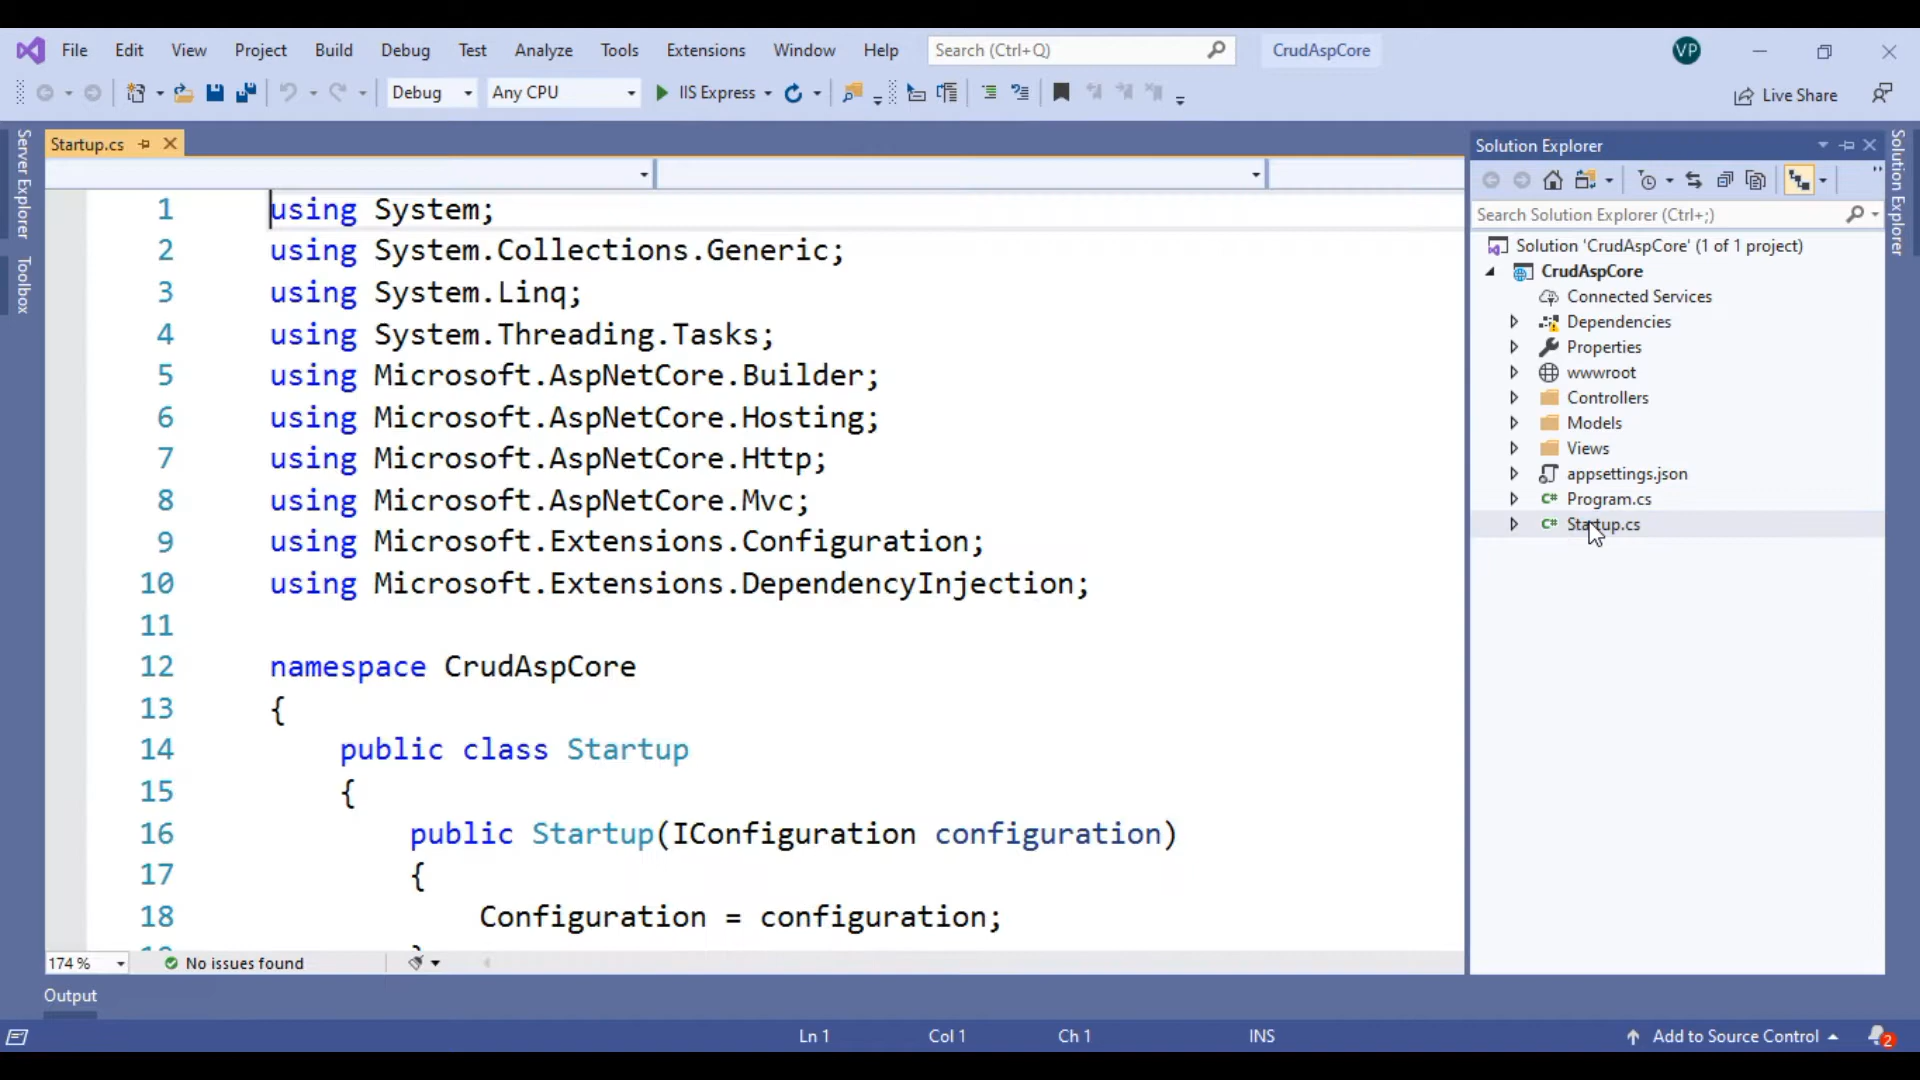 File Edit View Project Build Debug Test Analyze Tools Extensions Window Help Search (Ctrl+Q) CrudAspCore VP
Debug Any CPU IIS Express Live Share
Server Explorer
Toolbox
Startup.cs
1 using System;
2 using System.Collections.Generic;
3 using System.Linq;
4 using System.Threading.Tasks;
5 using Microsoft.AspNetCore.Builder;
6 using Microsoft.AspNetCore.Hosting;
7 using Microsoft.AspNetCore.Http;
8 using Microsoft.AspNetCore.Mvc;
9 using Microsoft.Extensions.Configuration;
10 using Microsoft.Extensions.DependencyInjection;
11
12 namespace CrudAspCore
13 {
14 public class Startup
15 {
16 public Startup(IConfiguration configuration)
17 {
18 Configuration = configuration;
174 % No issues found
Solution Explorer
Search Solution Explorer (Ctrl+;)
Solution 'CrudAspCore' (1 of 1 project)
CrudAspCore
Connected Services
Dependencies
Properties
wwwroot
Controllers
Models
Views
appsettings.json
C# Program.cs
C# Startup.cs
Solution Explorer
Output
Ln 1 Col 1 Ch 1 INS Add to Source Control 2